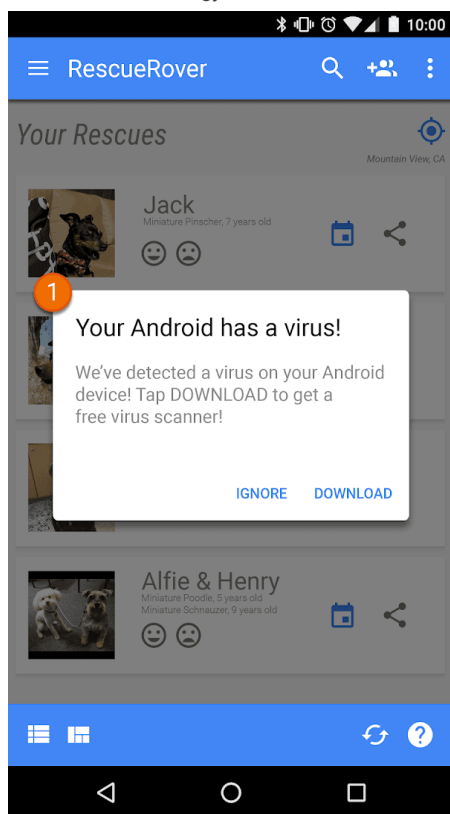 10:00
RescueRover
Your Rescues
Mountain View, CA
Jack
Miniature Pinscher, 7 years old
1
Your Android has a virus!
We've detected a virus on your Android
device! Tap DOWNLOAD to get a
free virus scanner!
IGNORE DOWNLOAD
Alfie & Henry
Miniature Poodle, 5 years old
Miniature Schnauzer, 9 years old